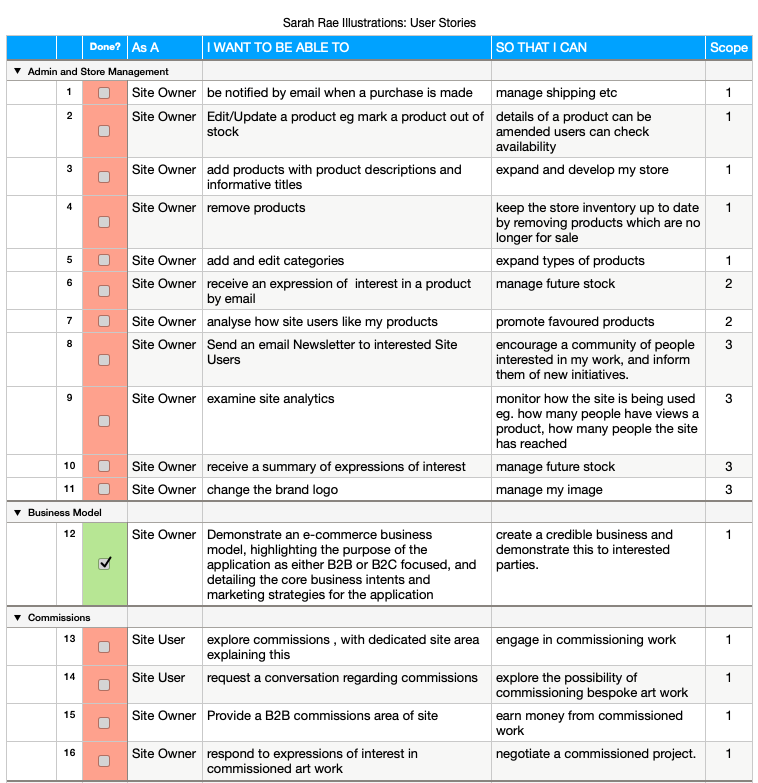 Sarah Rae Illustrations: User Stories
Done? As A I WANT TO BE ABLE TO SO THAT I CAN Scope
▼ Admin and Store Management
1 Site Owner be notified by email when a purchase is made manage shipping etc 1
2 Site Owner Edit/Update a product eg mark a product out of details of a product can be 1
stock amended users can check
availability
3 Site Owner add products with product descriptions and expand and develop my store 1
informative titles
4 Site Owner remove products keep the store inventory up to date 1
by removing products which are no
longer for sale
5 Site Owner add and edit categories expand types of products 1
6 Site Owner receive an expression of interest in a product manage future stock 2
by email
7 Site Owner analyse how site users like my products promote favoured products 2
8 Site Owner Send an email Newsletter to interested Site encourage a community of people 3
Users interested in my work, and inform
them of new initiatives.
9 Site Owner examine site analytics monitor how the site is being used 3
eg. how many people have views a
product, how many people the site
has reached
10 Site Owner receive a summary of expressions of interest manage future stock 3
11 Site Owner change the brand logo manage my image 3
▼ Business Model
12 Site Owner Demonstrate an e-commerce business create a credible business and 1
model, highlighting the purpose of the demonstrate this to interested
application as either B2B or B2C focused, and parties.
detailing the core business intents and
marketing strategies for the application
▼ Commissions
13 Site User explore commissions , with dedicated site area engage in commissioning work 1
explaining this
14 Site User request a conversation regarding commissions explore the possibility of 1
commissioning bespoke art work
15 Site Owner Provide a B2B commissions area of site earn money from commissioned 1
work
16 Site Owner respond to expressions of interest in negotiate a commissioned project. 1
commissioned art work